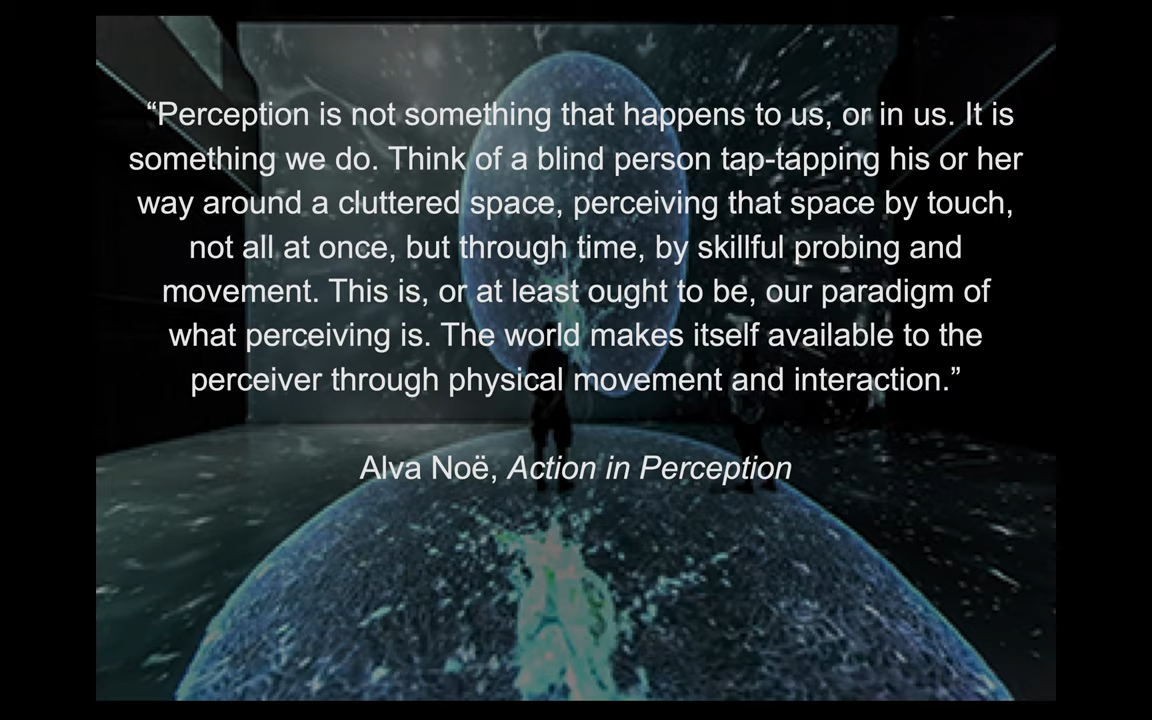 “Perception is not something that happens to us, or in us. It is
something we do. Think of a blind person tap-tapping his or her
way around a cluttered space, perceiving that space by touch,
not all at once, but through time, by skillful probing and
movement. This is, or at least ought to be, our paradigm of
what perceiving is. The world makes itself available to the
perceiver through physical movement and interaction.”
Alva Noë, Action in Perception